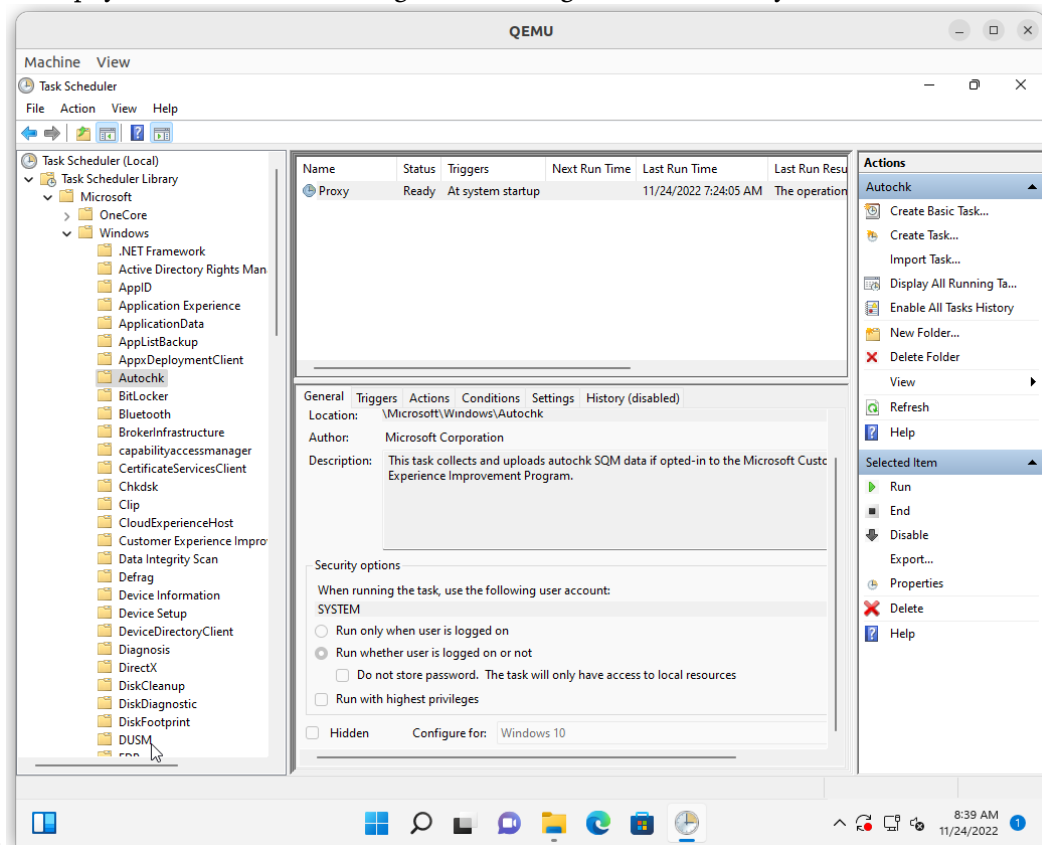 QEMU
Machine View
Task Scheduler
File Action View Help
Task Scheduler (Local)
Task Scheduler Library
Microsoft
OneCore
Windows
.NET Framework
Active Directory Rights Man
AppID
Application Experience
ApplicationData
AppListBackup
AppxDeploymentClient
Autochk
BitLocker
Bluetooth
BrokerInfrastructure
capabilityaccessmanager
CertificateServicesClient
Chkdsk
Clip
CloudExperienceHost
Customer Experience Impro
Data Integrity Scan
Defrag
Device Information
Device Setup
DeviceDirectoryClient
Diagnosis
DirectX
DiskCleanup
DiskDiagnostic
DiskFootprint
DUSM
Name Status Triggers Next Run Time Last Run Time Last Run Resu
Proxy Ready At system startup 11/24/2022 7:24:05 AM The operation
General Triggers Actions Conditions Settings History (disabled)
Location: \Microsoft\Windows\Autochk
Author: Microsoft Corporation
Description: This task collects and uploads autochk SQM data if opted-in to the Microsoft Custo
Experience Improvement Program.
Security options
When running the task, use the following user account:
SYSTEM
Run only when user is logged on
Run whether user is logged on or not
Do not store password. The task will only have access to local resources
Run with highest privileges
Hidden Configure for: Windows 10
Actions
Autochk
Create Basic Task...
Create Task...
Import Task...
Display All Running Ta...
Enable All Tasks History
New Folder...
Delete Folder
View
Refresh
Help
Selected Item
Run
End
Disable
Export...
Properties
Delete
Help
8:39 AM
11/24/2022
1